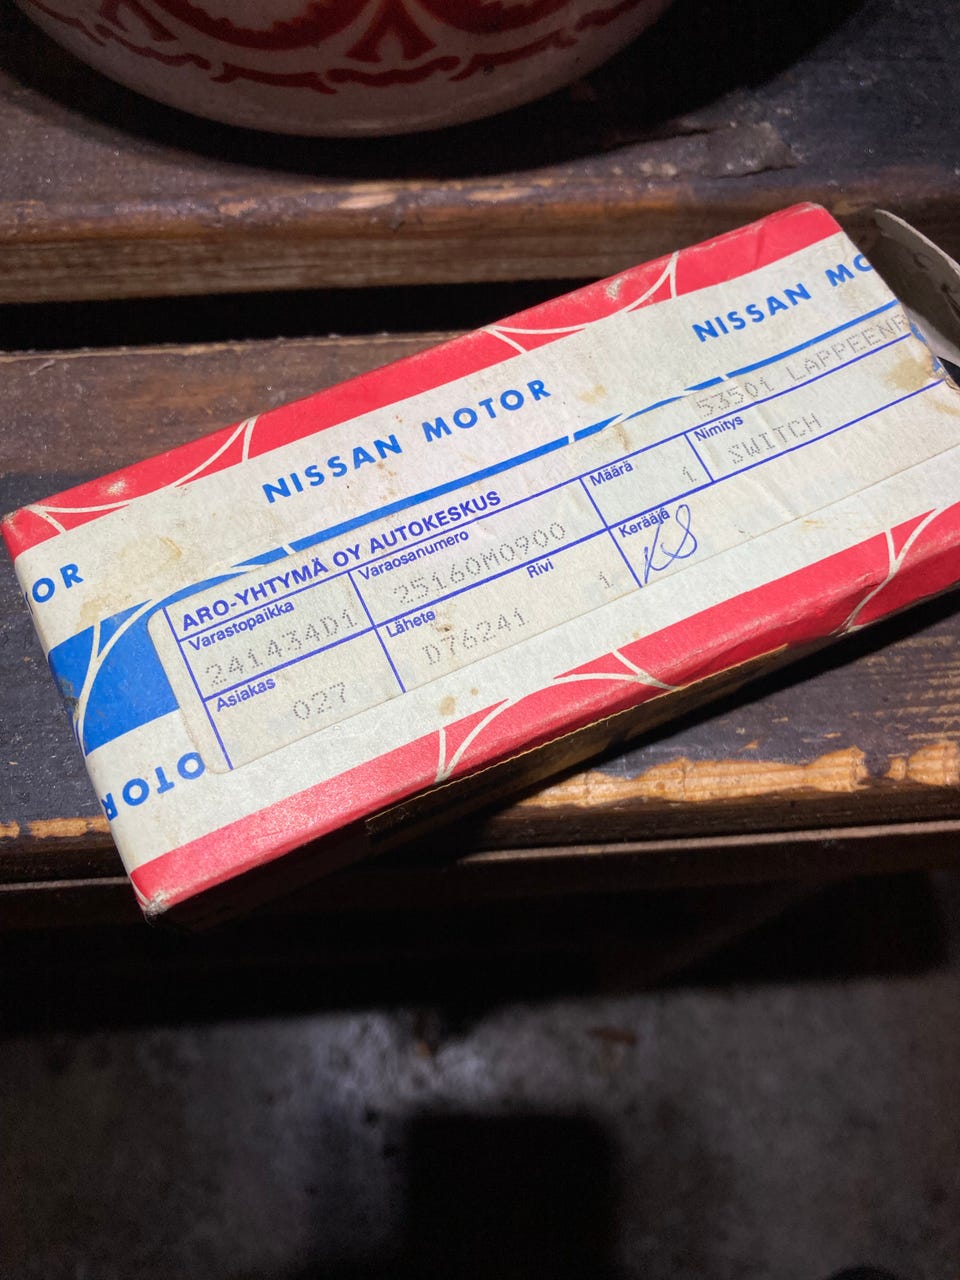 NISSAN MOTOR
NISSAN MO
OR
OTOR
53501 LAPPEENR
ARO-YHTYMÄ OY AUTOKESKUS
Varastopaikka Varaosanumero Määrä Nimitys
241434D1 25160M0900 1 SWITCH
Asiakas Lähete Rivi Kerääjä
027 D76241 1